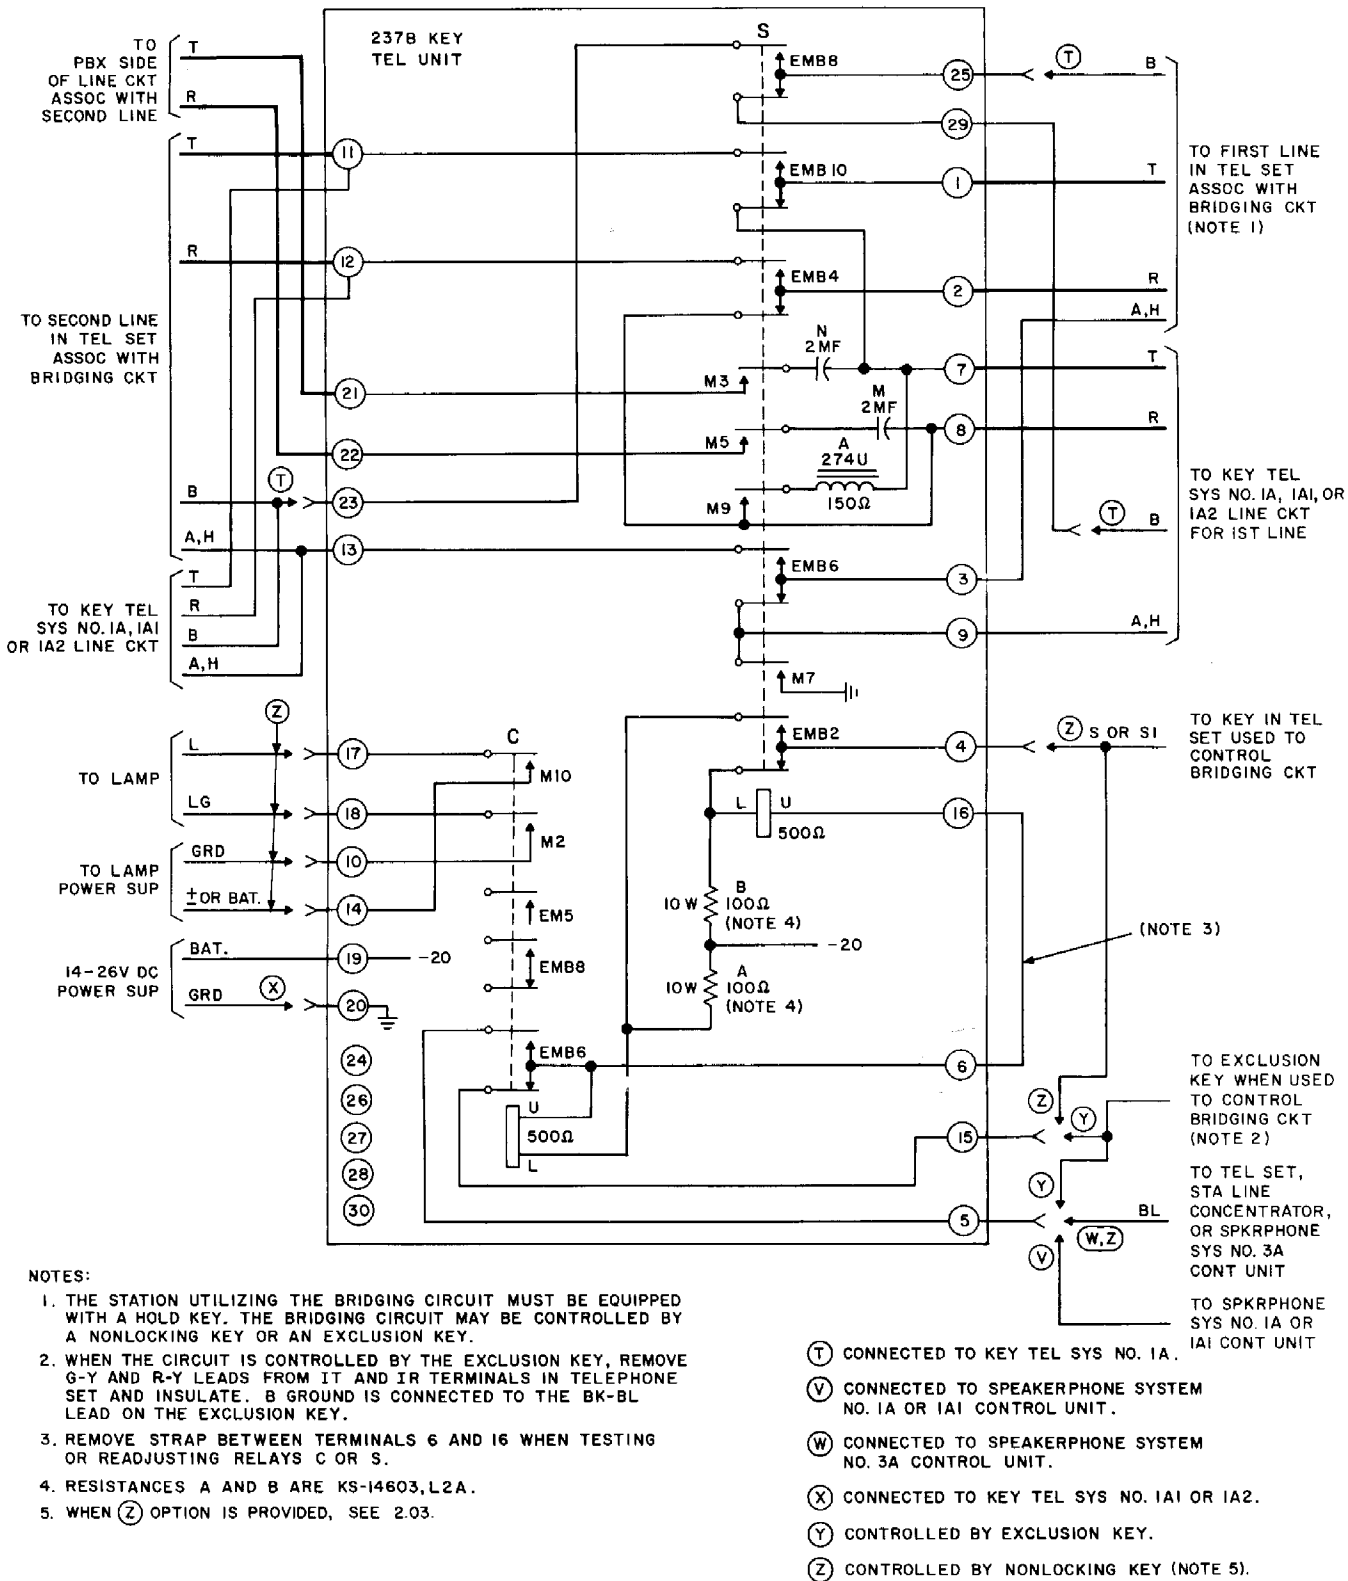 237B KEY
TEL UNIT
S
TO
PBX SIDE
OF LINE CKT
ASSOC WITH
SECOND LINE
T
R
TO SECOND LINE
IN TEL SET
ASSOC WITH
BRIDGING CKT
T
R
B
T
A,H
TO KEY TEL
SYS NO. 1A, 1A1
OR 1A2 LINE CKT
T
R
B
A,H
Z
TO LAMP
L
LG
TO LAMP
POWER SUP
GRD
± OR BAT.
14-26V DC
POWER SUP
BAT.
GRD
X
11
12
21
22
23
13
17
18
10
14
19
-20
20
24
26
27
28
30
EMB8
EMB10
EMB4
N
2MF
M3
M
2MF
M5
A
274U
150Ω
M9
EMB6
M7
EMB2
L
U
500Ω
B
10W
100Ω
(NOTE 4)
-20
A
10W
100Ω
(NOTE 4)
C
M10
M2
EM5
EMB8
EMB6
U
500Ω
L
25
29
1
2
7
8
3
9
4
16
6
15
5
T
B
T
R
A,H
TO FIRST LINE
IN TEL SET
ASSOC WITH
BRIDGING CKT
(NOTE 1)
T
R
T
B
A,H
TO KEY TEL
SYS NO. 1A, 1A1, OR
1A2 LINE CKT
FOR 1ST LINE
Z
S OR S1
TO KEY IN TEL
SET USED TO
CONTROL
BRIDGING CKT
(NOTE 3)
Z
Y
TO EXCLUSION
KEY WHEN USED
TO CONTROL
BRIDGING CKT
(NOTE 2)
Y
BL
W,Z
TO TEL SET,
STA LINE
CONCENTRATOR,
OR SPKRPHONE
SYS NO. 3A
CONT UNIT
V
TO SPKRPHONE
SYS NO. 1A OR
1A1 CONT UNIT
NOTES:
1. THE STATION UTILIZING THE BRIDGING CIRCUIT MUST BE EQUIPPED
WITH A HOLD KEY. THE BRIDGING CIRCUIT MAY BE CONTROLLED BY
A NONLOCKING KEY OR AN EXCLUSION KEY.
2. WHEN THE CIRCUIT IS CONTROLLED BY THE EXCLUSION KEY, REMOVE
G-Y AND R-Y LEADS FROM 1T AND 1R TERMINALS IN TELEPHONE
SET AND INSULATE. B GROUND IS CONNECTED TO THE BK-BL
LEAD ON THE EXCLUSION KEY.
3. REMOVE STRAP BETWEEN TERMINALS 6 AND 16 WHEN TESTING
OR READJUSTING RELAYS C OR S.
4. RESISTANCES A AND B ARE KS-14603, L2A.
5. WHEN Z OPTION IS PROVIDED, SEE 2.03.
T CONNECTED TO KEY TEL SYS NO. 1A.
V CONNECTED TO SPEAKERPHONE SYSTEM
NO. 1A OR 1A1 CONTROL UNIT.
W CONNECTED TO SPEAKERPHONE SYSTEM
NO. 3A CONTROL UNIT.
X CONNECTED TO KEY TEL SYS NO. 1A1 OR 1A2.
Y CONTROLLED BY EXCLUSION KEY.
Z CONTROLLED BY NONLOCKING KEY (NOTE 5).